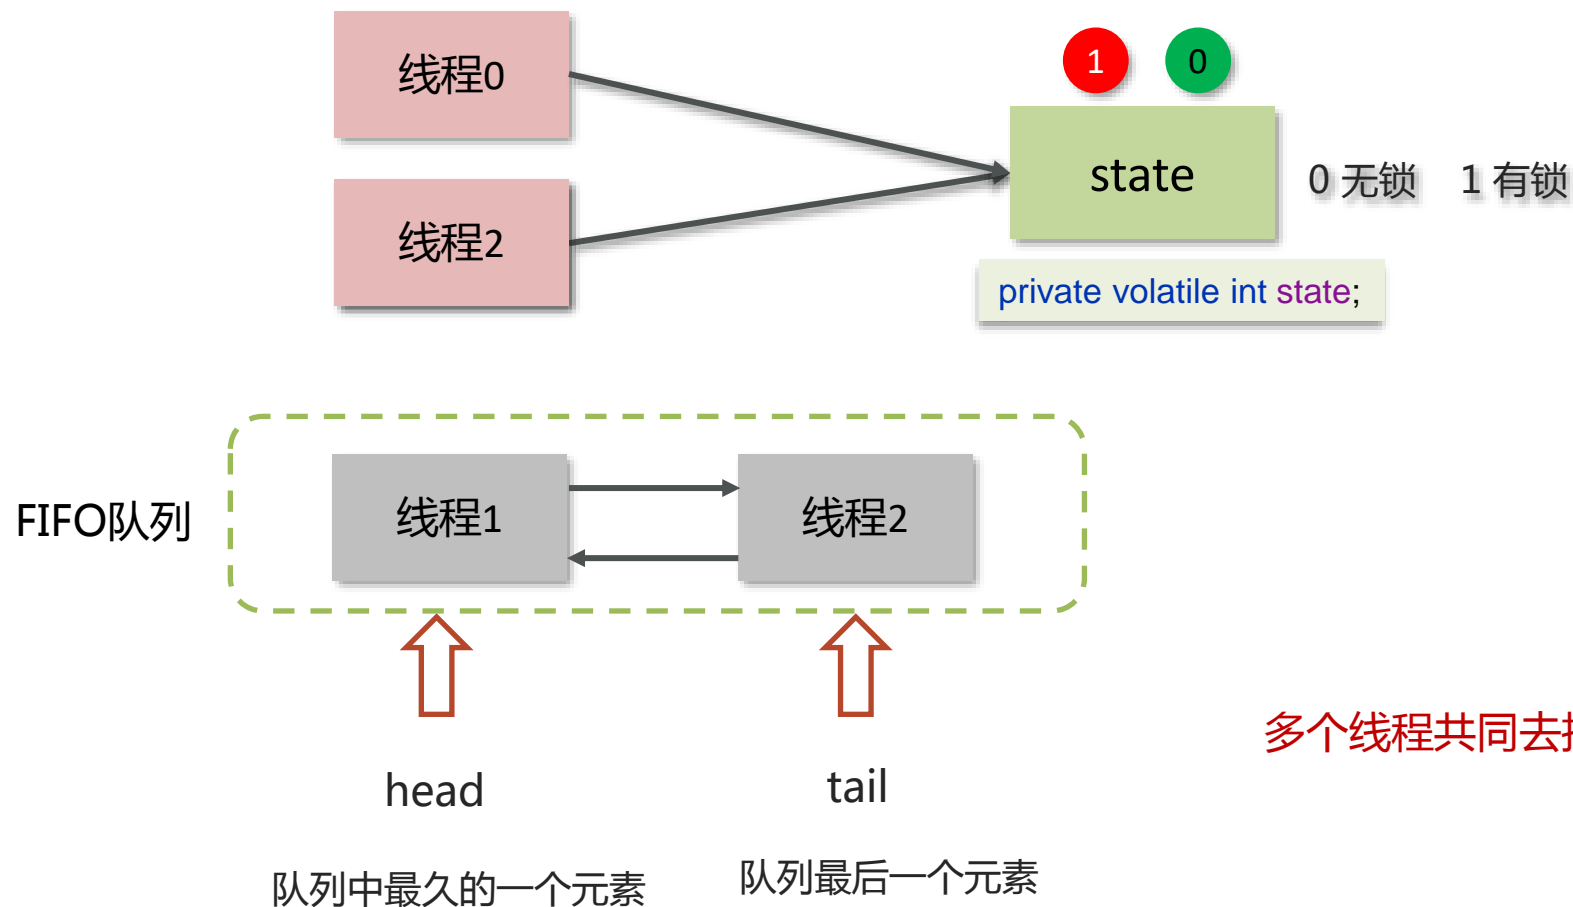 线程0
1
0
state
0 无锁 1 有锁
线程2
private volatile int state;
FIFO队列
线程1
线程2
多个线程共同去
head
tail
队列中最久的一个元素
队列最后一个元素